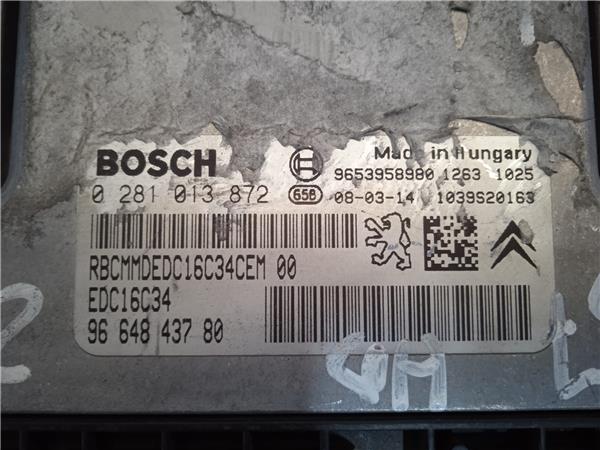 BOSCH
Made in Hungary
9653958980 1263 1025
0 281 013 872 656 08-03-14 1039S20163
RBCMMDEDC16C34CEM 00
EDC16C34
96 648 437 80
2